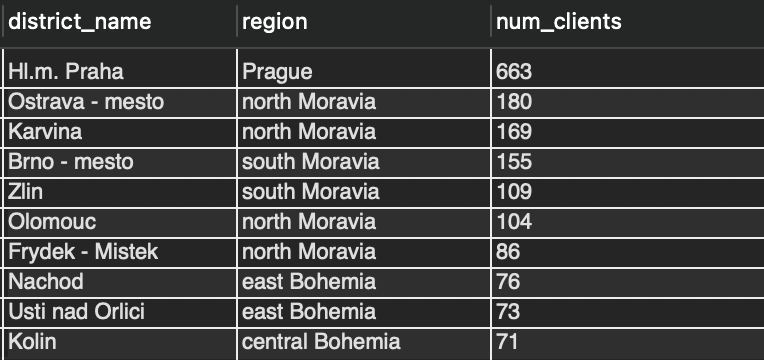 district_name region num_clients
Hl.m. Praha Prague 663
Ostrava - mesto north Moravia 180
Karvina north Moravia 169
Brno - mesto south Moravia 155
Zlin south Moravia 109
Olomouc north Moravia 104
Frydek - Mistek north Moravia 86
Nachod east Bohemia 76
Usti nad Orlici east Bohemia 73
Kolin central Bohemia 71